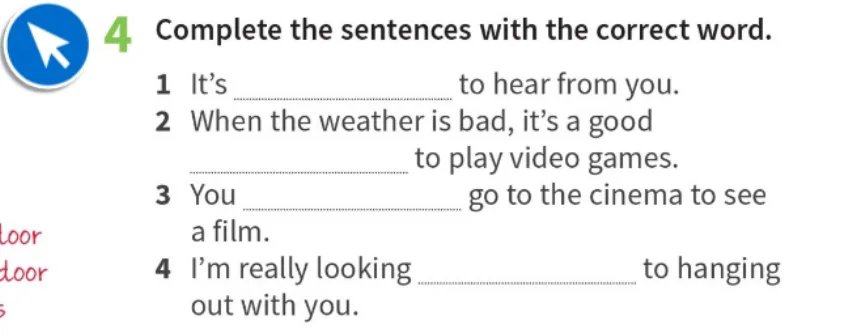 4 Complete the sentences with the correct word.
1 It's ........ to hear from you.
2 When the weather is bad, it's a good
........ to play video games.
3 You ........ go to the cinema to see
a film.
door
door
4 I'm really looking ........ to hanging
out with you.